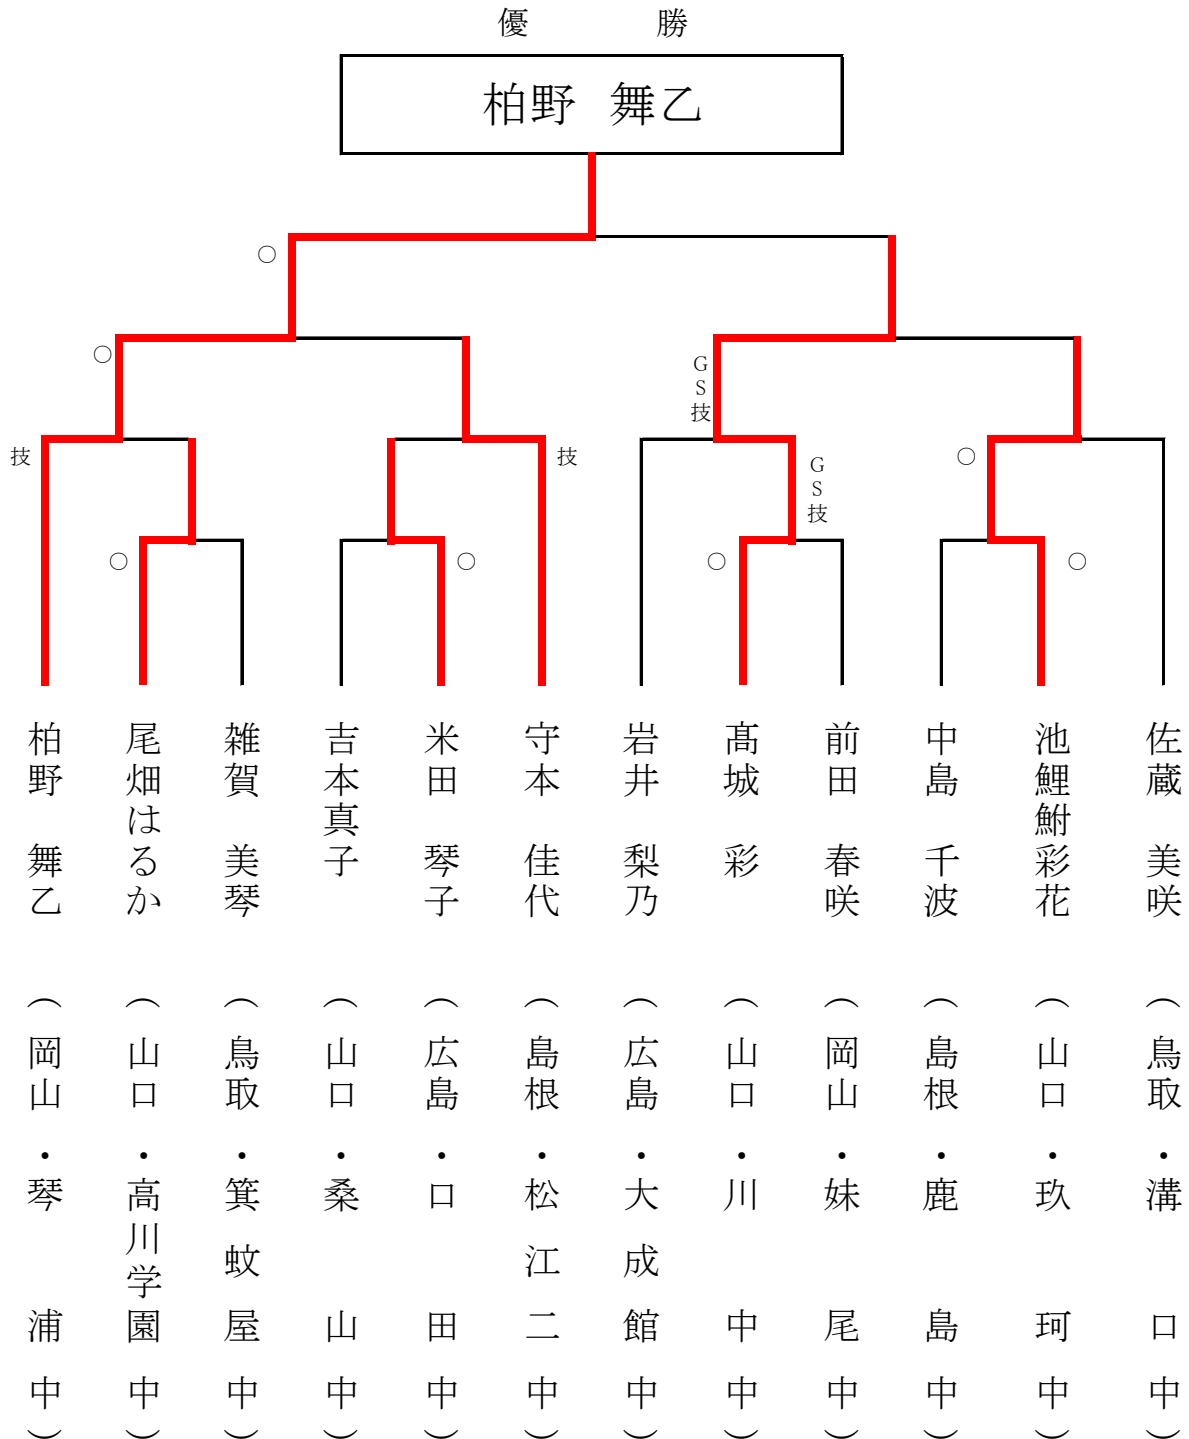 優 勝
柏野 舞乙
○
○
GS技
技
技
○
GS技
○
○
○
○
柏野 舞乙 （岡山・琴浦中）
尾畑はるか （山口・高川学園中）
雑賀 美琴 （鳥取・箕蚊屋中）
吉本真子 （山口・桑山中）
米田 琴子 （広島・口田中）
守本 佳代 （島根・松江二中）
岩井 梨乃 （広島・大成館中）
髙城 彩 （山口・川中中）
前田 春咲 （岡山・妹尾中）
中島 千波 （島根・鹿島中）
池鯉鮒彩花 （山口・玖珂中）
佐蔵 美咲 （鳥取・溝口中）